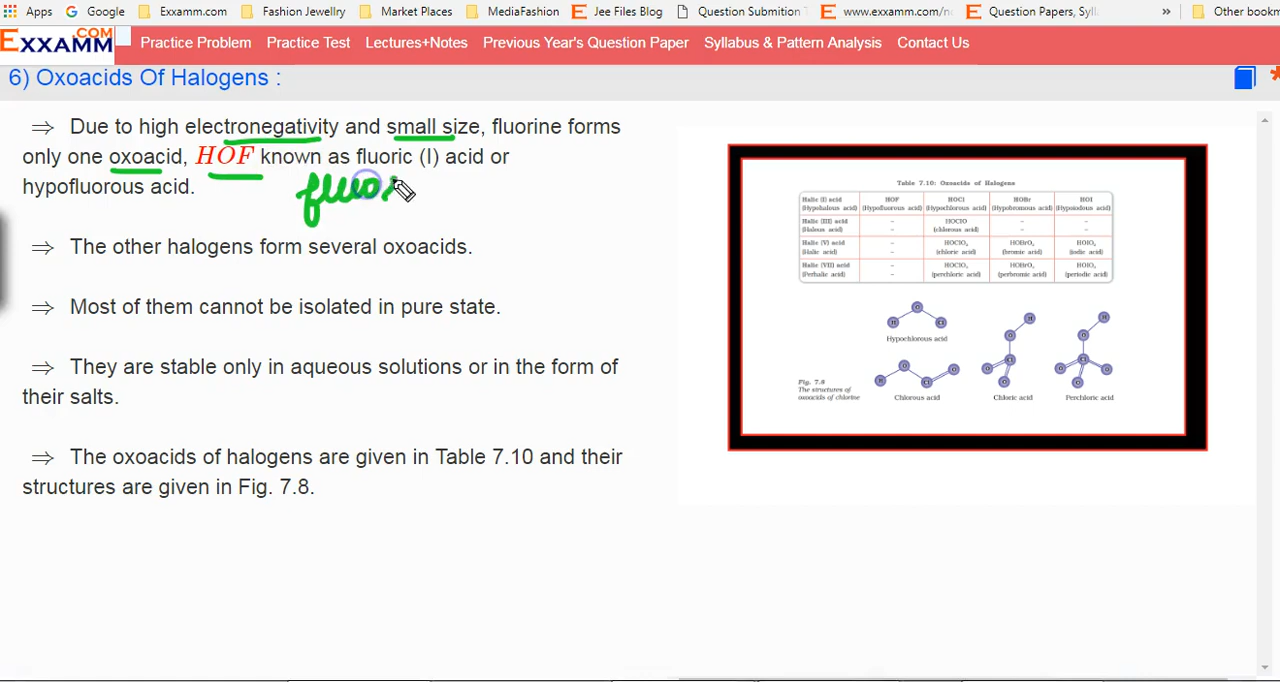 Apps Google Exxamm.com Fashion Jewellry Market Places MediaFashion Jee Files Blog Question Submition www.exxamm.com/n Question Papers, Syl » Other bookm
EXXAMM .COM Practice Problem Practice Test Lectures+Notes Previous Year's Question Paper Syllabus & Pattern Analysis Contact Us
6) Oxoacids Of Halogens :
⇒ Due to high electronegativity and small size, fluorine forms
only one oxoacid, HOF known as fluoric (I) acid or
hypofluorous acid.
fluor
⇒ The other halogens form several oxoacids.
⇒ Most of them cannot be isolated in pure state.
⇒ They are stable only in aqueous solutions or in the form of
their salts.
⇒ The oxoacids of halogens are given in Table 7.10 and their
structures are given in Fig. 7.8.
Table 7.10: Oxoacids of Halogens
Halic (I) acid HOF HOCl HOBr HOI
(Hypohalous acid) (Hypofluorous acid) (Hypochlorous acid) (Hypobromous acid) (Hypoiodous acid)
Halic (III) acid – HOClO – –
(Halous acid) – (chlorous acid) – –
Halic (V) acid – HOClO₂ HOBrO₂ HOIO₂
(Halic acid) – (chloric acid) (bromic acid) (iodic acid)
Halic (VII) acid – HOClO₃ HOBrO₃ HOIO₃
(Perhalic acid) – (perchloric acid) (perbromic acid) (periodic acid)
H O Cl
Hypochlorous acid
H O Cl O
Chlorous acid
H O Cl O O
Chloric acid
H O Cl O O O
Perchloric acid
Fig. 7.8
The structures of
oxoacids of chlorine